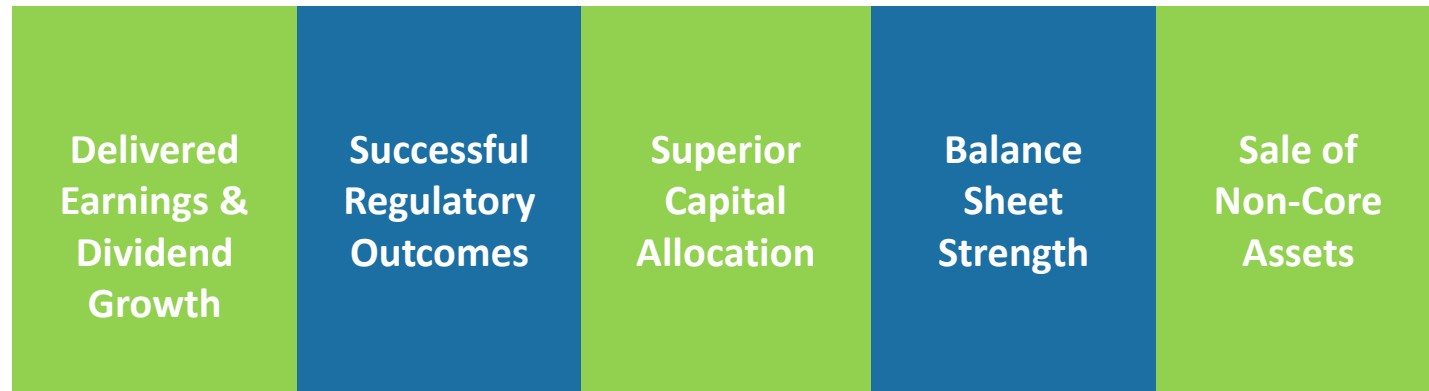 Delivered
Earnings &
Dividend
Growth
Successful
Regulatory
Outcomes
Superior
Capital
Allocation
Balance
Sheet
Strength
Sale of
Non-Core
Assets